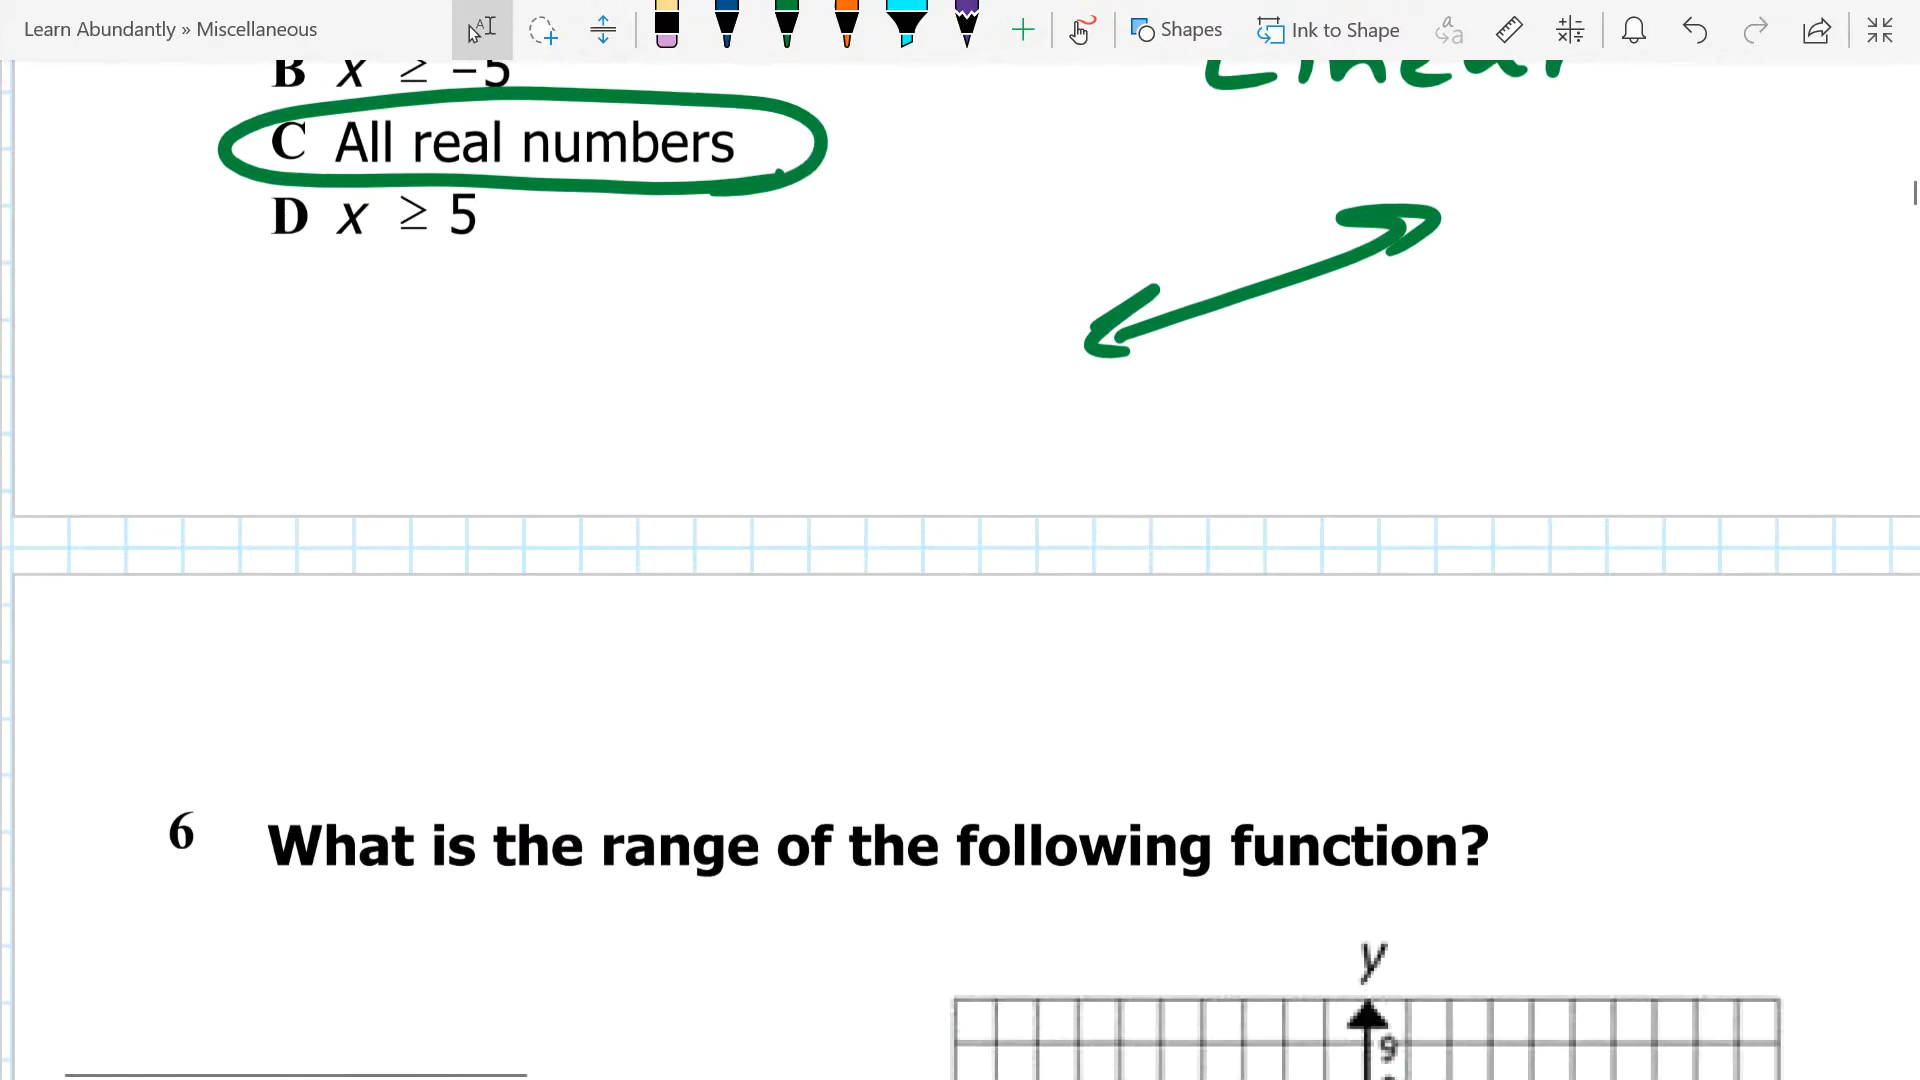 Learn Abundantly » Miscellaneous
Shapes
Ink to Shape
B x ≥ −5
Linear
C All real numbers
D x ≥ 5
6 What is the range of the following function?
y
9